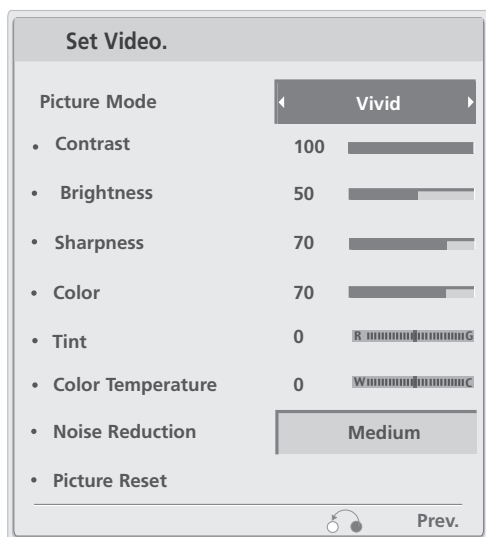 Set Video.
Picture Mode Vivid
• Contrast 100
• Brightness 50
• Sharpness 70
• Color 70
• Tint 0 R G
• Color Temperature 0 W C
• Noise Reduction Medium
• Picture Reset
Prev.